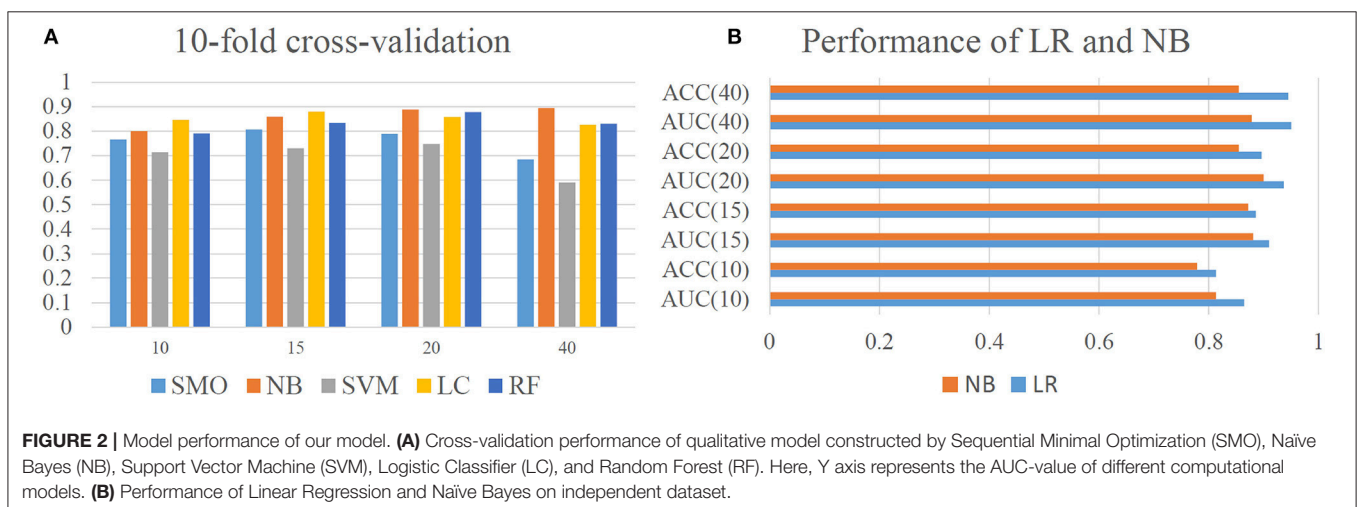 A
10-fold cross-validation
1
0.9
0.8
0.7
0.6
0.5
0.4
0.3
0.2
0.1
0
10 15 20 40
SMO NB SVM LC RF
B
Performance of LR and NB
ACC(40)
AUC(40)
ACC(20)
AUC(20)
ACC(15)
AUC(15)
ACC(10)
AUC(10)
0 0.2 0.4 0.6 0.8 1
NB LR
FIGURE 2 | Model performance of our model. (A) Cross-validation performance of qualitative model constructed by Sequential Minimal Optimization (SMO), Naïve
Bayes (NB), Support Vector Machine (SVM), Logistic Classifier (LC), and Random Forest (RF). Here, Y axis represents the AUC-value of different computational
models. (B) Performance of Linear Regression and Naïve Bayes on independent dataset.